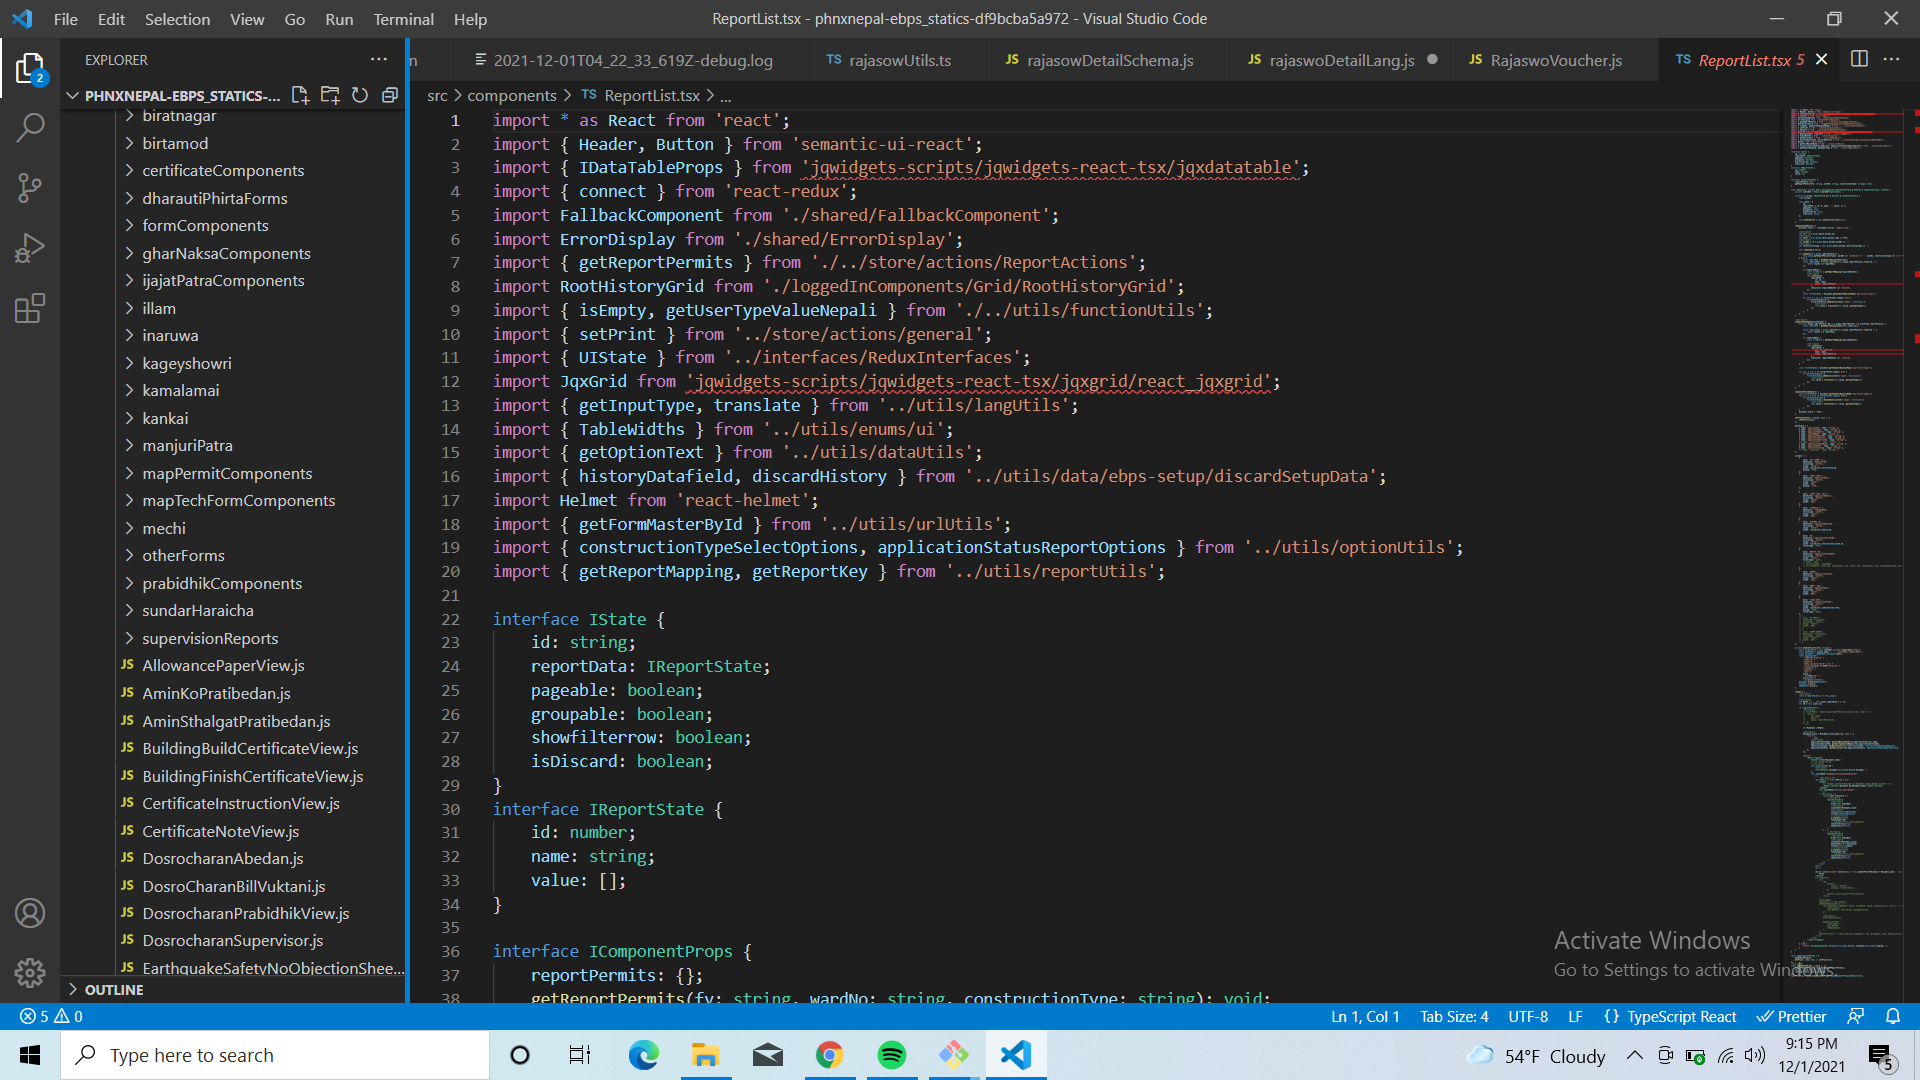 File Edit Selection View Go Run Terminal Help
ReportList.tsx - phnxnepal-ebps_statics-df9bcba5a972 - Visual Studio Code
2
EXPLORER
PHNXNEPAL-EBPS_STATICS-...
biratnagar
birtamod
certificateComponents
dharautiPhirtaForms
formComponents
gharNaksaComponents
ijajatPatraComponents
illam
inaruwa
kageyshowri
kamalamai
kankai
manjuriPatra
mapPermitComponents
mapTechFormComponents
mechi
otherForms
prabidhikComponents
sundarHaraicha
supervisionReports
JS AllowancePaperView.js
JS AminKoPratibedan.js
JS AminSthalgatPratibedan.js
JS BuildingBuildCertificateView.js
JS BuildingFinishCertificateView.js
JS CertificateInstructionView.js
JS CertificateNoteView.js
JS DosrocharanAbedan.js
JS DosroCharanBillVuktani.js
JS DosrocharanPrabidhikView.js
JS DosrocharanSupervisor.js
JS EarthquakeSafetyNoObjectionShee...
OUTLINE
n 2021-12-01T04_22_33_619Z-debug.log TS rajasowUtils.ts JS rajasowDetailSchema.js JS rajaswoDetailLang.js JS RajaswoVoucher.js TS ReportList.tsx 5
src > components > TS ReportList.tsx > ...
1 import * as React from 'react';
2 import { Header, Button } from 'semantic-ui-react';
3 import { IDataTableProps } from 'jqwidgets-scripts/jqwidgets-react-tsx/jqxdatatable';
4 import { connect } from 'react-redux';
5 import FallbackComponent from './shared/FallbackComponent';
6 import ErrorDisplay from './shared/ErrorDisplay';
7 import { getReportPermits } from './../store/actions/ReportActions';
8 import RootHistoryGrid from './loggedInComponents/Grid/RootHistoryGrid';
9 import { isEmpty, getUserTypeValueNepali } from './../utils/functionUtils';
10 import { setPrint } from '../store/actions/general';
11 import { UIState } from '../interfaces/ReduxInterfaces';
12 import JqxGrid from 'jqwidgets-scripts/jqwidgets-react-tsx/jqxgrid/react_jqxgrid';
13 import { getInputType, translate } from '../utils/langUtils';
14 import { TableWidths } from '../utils/enums/ui';
15 import { getOptionText } from '../utils/dataUtils';
16 import { historyDatafield, discardHistory } from '../utils/data/ebps-setup/discardSetupData';
17 import Helmet from 'react-helmet';
18 import { getFormMasterById } from '../utils/urlUtils';
19 import { constructionTypeSelectOptions, applicationStatusReportOptions } from '../utils/optionUtils';
20 import { getReportMapping, getReportKey } from '../utils/reportUtils';
21
22 interface IState {
23 id: string;
24 reportData: IReportState;
25 pageable: boolean;
26 groupable: boolean;
27 showfilterrow: boolean;
28 isDiscard: boolean;
29 }
30 interface IReportState {
31 id: number;
32 name: string;
33 value: [];
34 }
35
36 interface IComponentProps {
37 reportPermits: {};
38 getReportPermits(fy: string, wardNo: string, constructionType: string): void;
Activate Windows
Go to Settings to activate Windows.
5 0
Ln 1, Col 1 Tab Size: 4 UTF-8 LF {} TypeScript React Prettier
Type here to search
54°F Cloudy
9:15 PM
12/1/2021
5